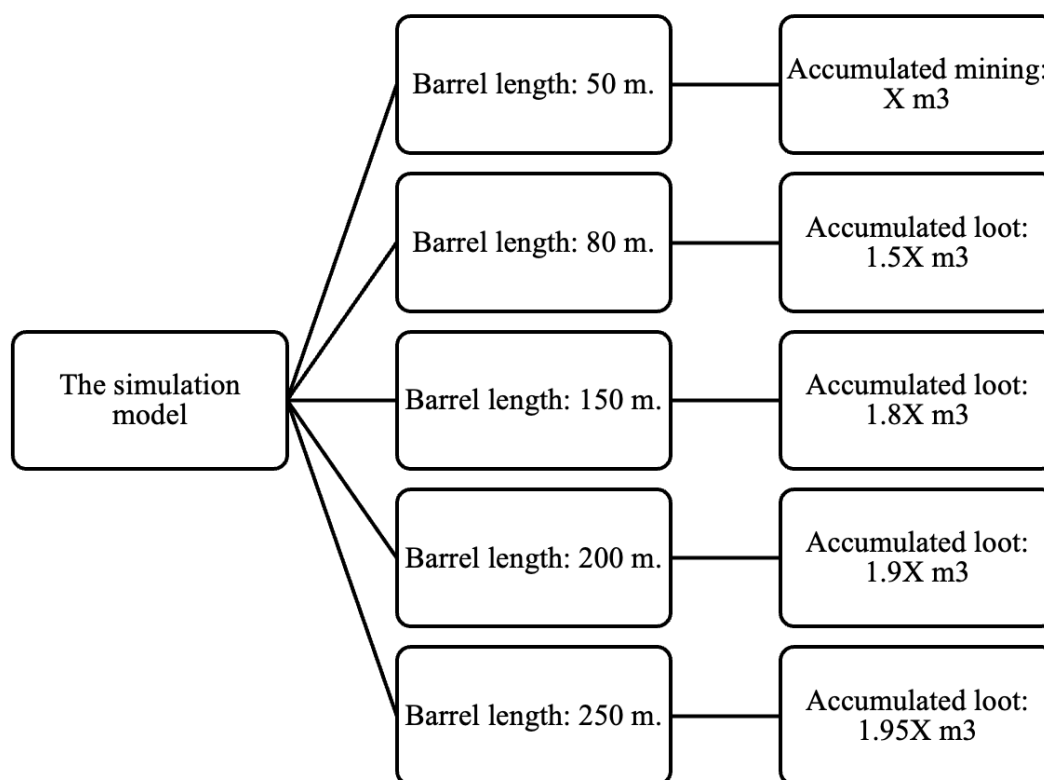 The simulation
model
Barrel length: 50 m.
Accumulated mining:
X m3
Barrel length: 80 m.
Accumulated loot:
1.5X m3
Barrel length: 150 m.
Accumulated loot:
1.8X m3
Barrel length: 200 m.
Accumulated loot:
1.9X m3
Barrel length: 250 m.
Accumulated loot:
1.95X m3